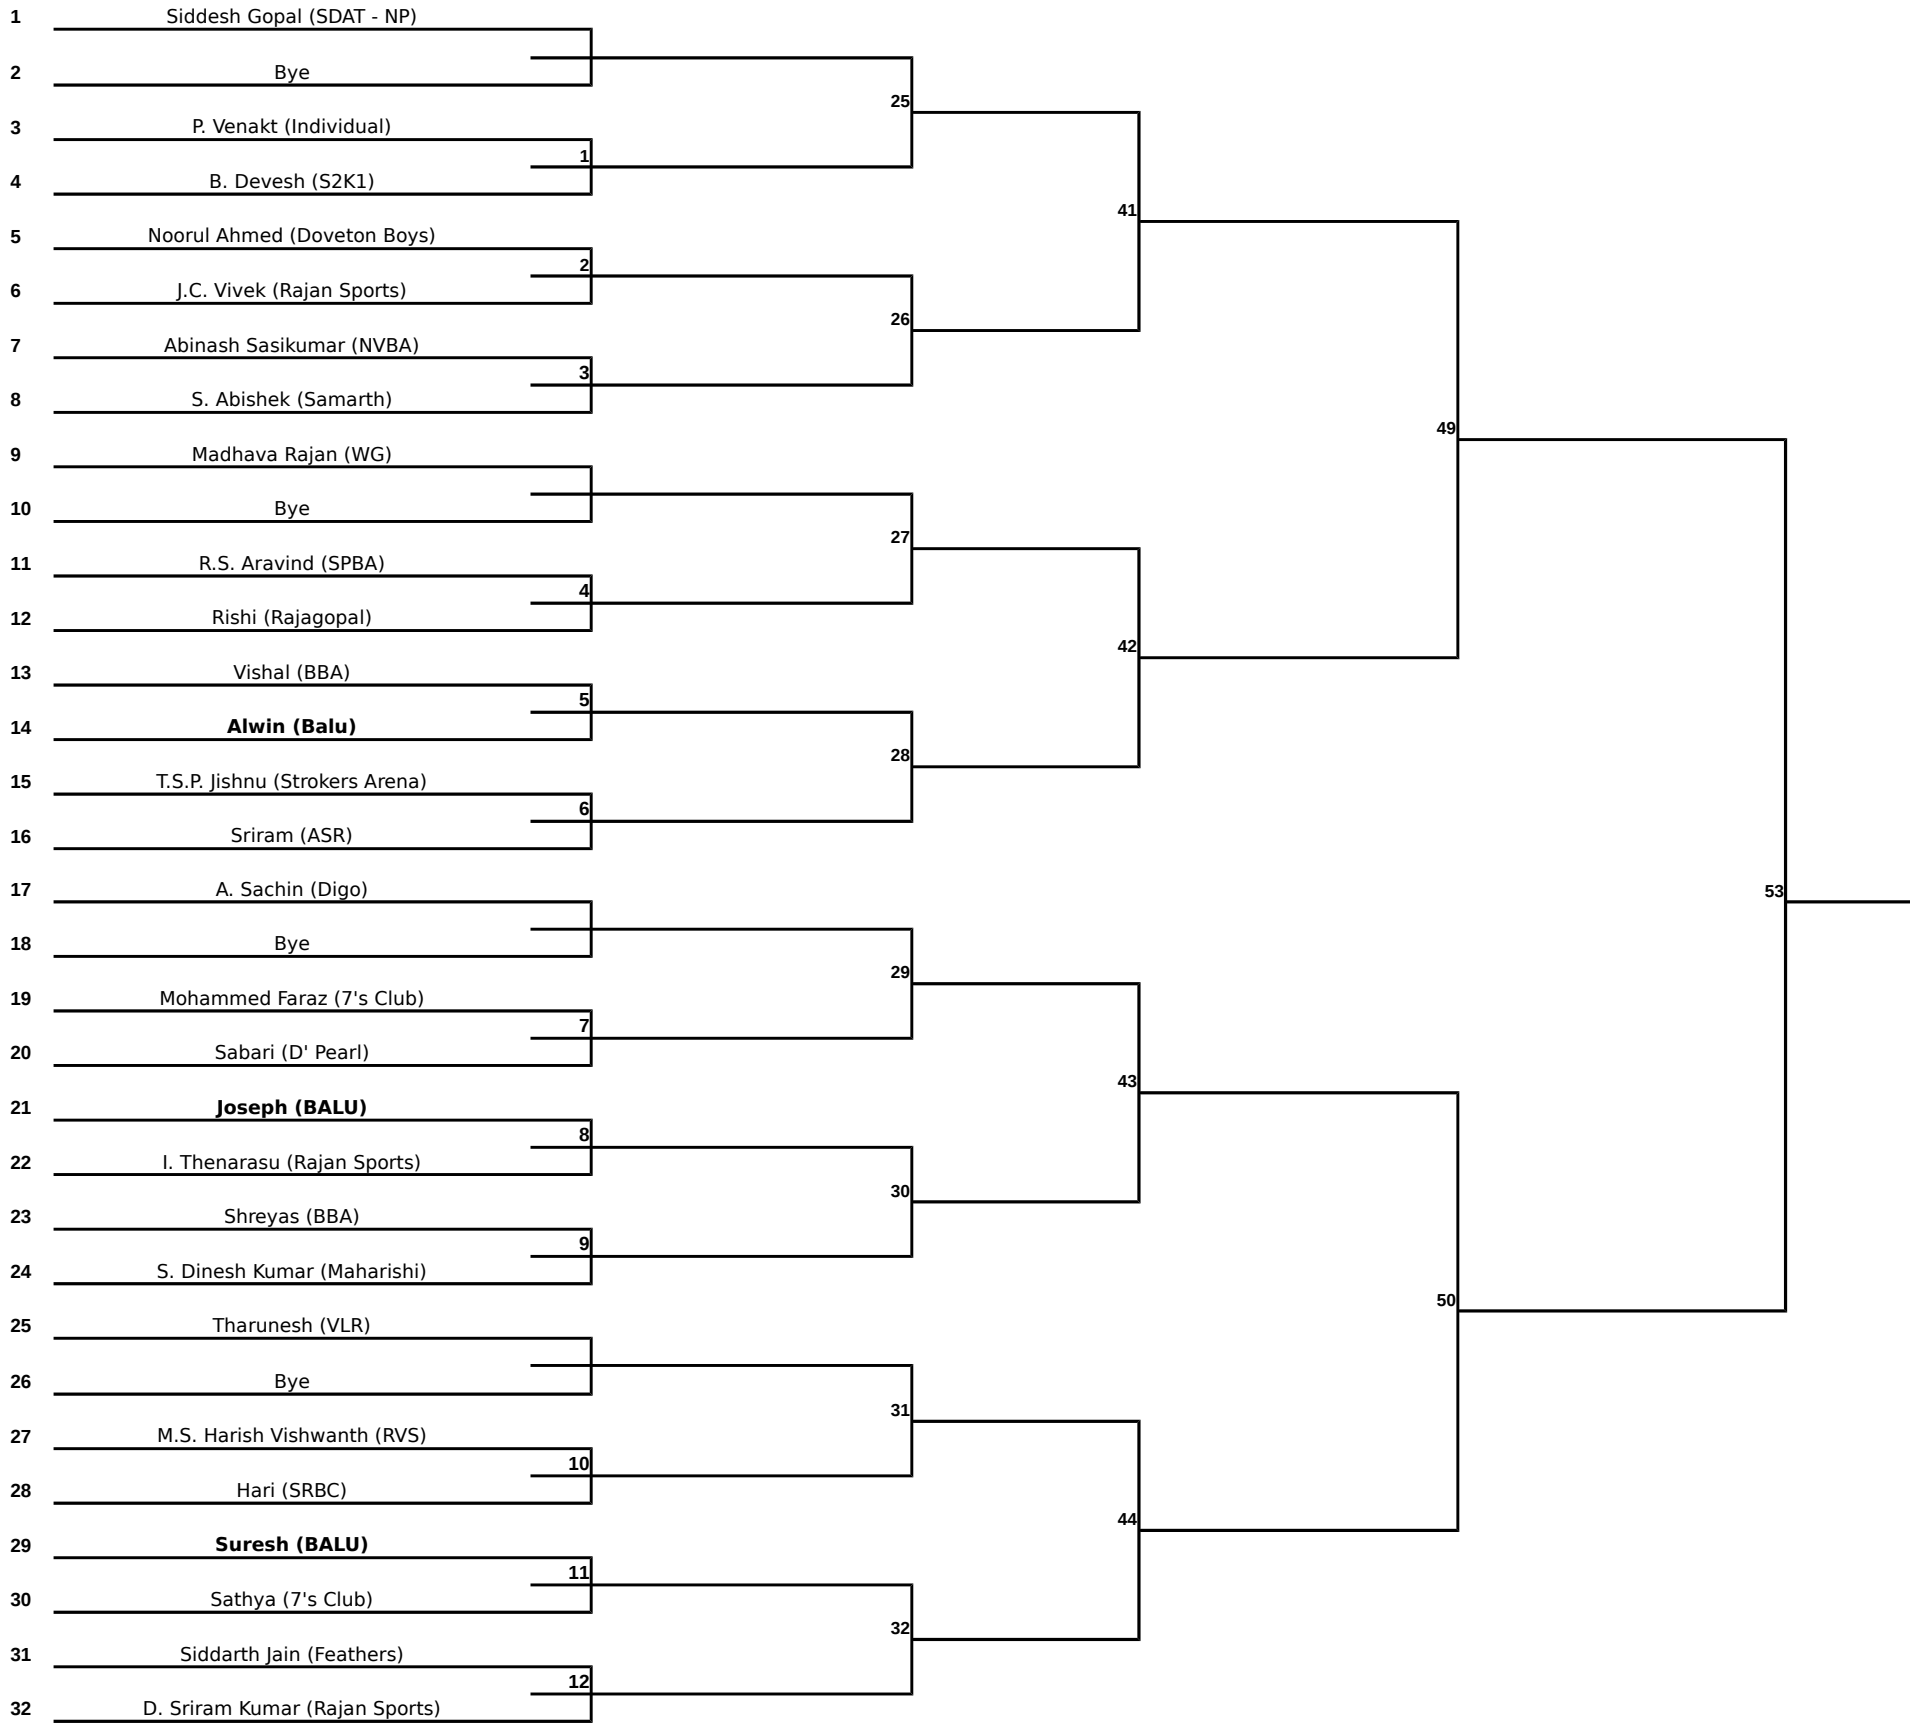 1 Siddesh Gopal (SDAT - NP)
2 Bye
25
3 P. Venakt (Individual)
1
4 B. Devesh (S2K1)
41
5 Noorul Ahmed (Doveton Boys)
2
6 J.C. Vivek (Rajan Sports)
26
7 Abinash Sasikumar (NVBA)
3
8 S. Abishek (Samarth)
49
9 Madhava Rajan (WG)
10 Bye
27
11 R.S. Aravind (SPBA)
4
12 Rishi (Rajagopal)
42
13 Vishal (BBA)
5
14 Alwin (Balu)
28
15 T.S.P. Jishnu (Strokers Arena)
6
16 Sriram (ASR)
17 A. Sachin (Digo)
53
18 Bye
29
19 Mohammed Faraz (7's Club)
7
20 Sabari (D' Pearl)
43
21 Joseph (BALU)
8
22 I. Thenarasu (Rajan Sports)
30
23 Shreyas (BBA)
9
24 S. Dinesh Kumar (Maharishi)
50
25 Tharunesh (VLR)
26 Bye
31
27 M.S. Harish Vishwanth (RVS)
10
28 Hari (SRBC)
44
29 Suresh (BALU)
11
30 Sathya (7's Club)
32
31 Siddarth Jain (Feathers)
12
32 D. Sriram Kumar (Rajan Sports)